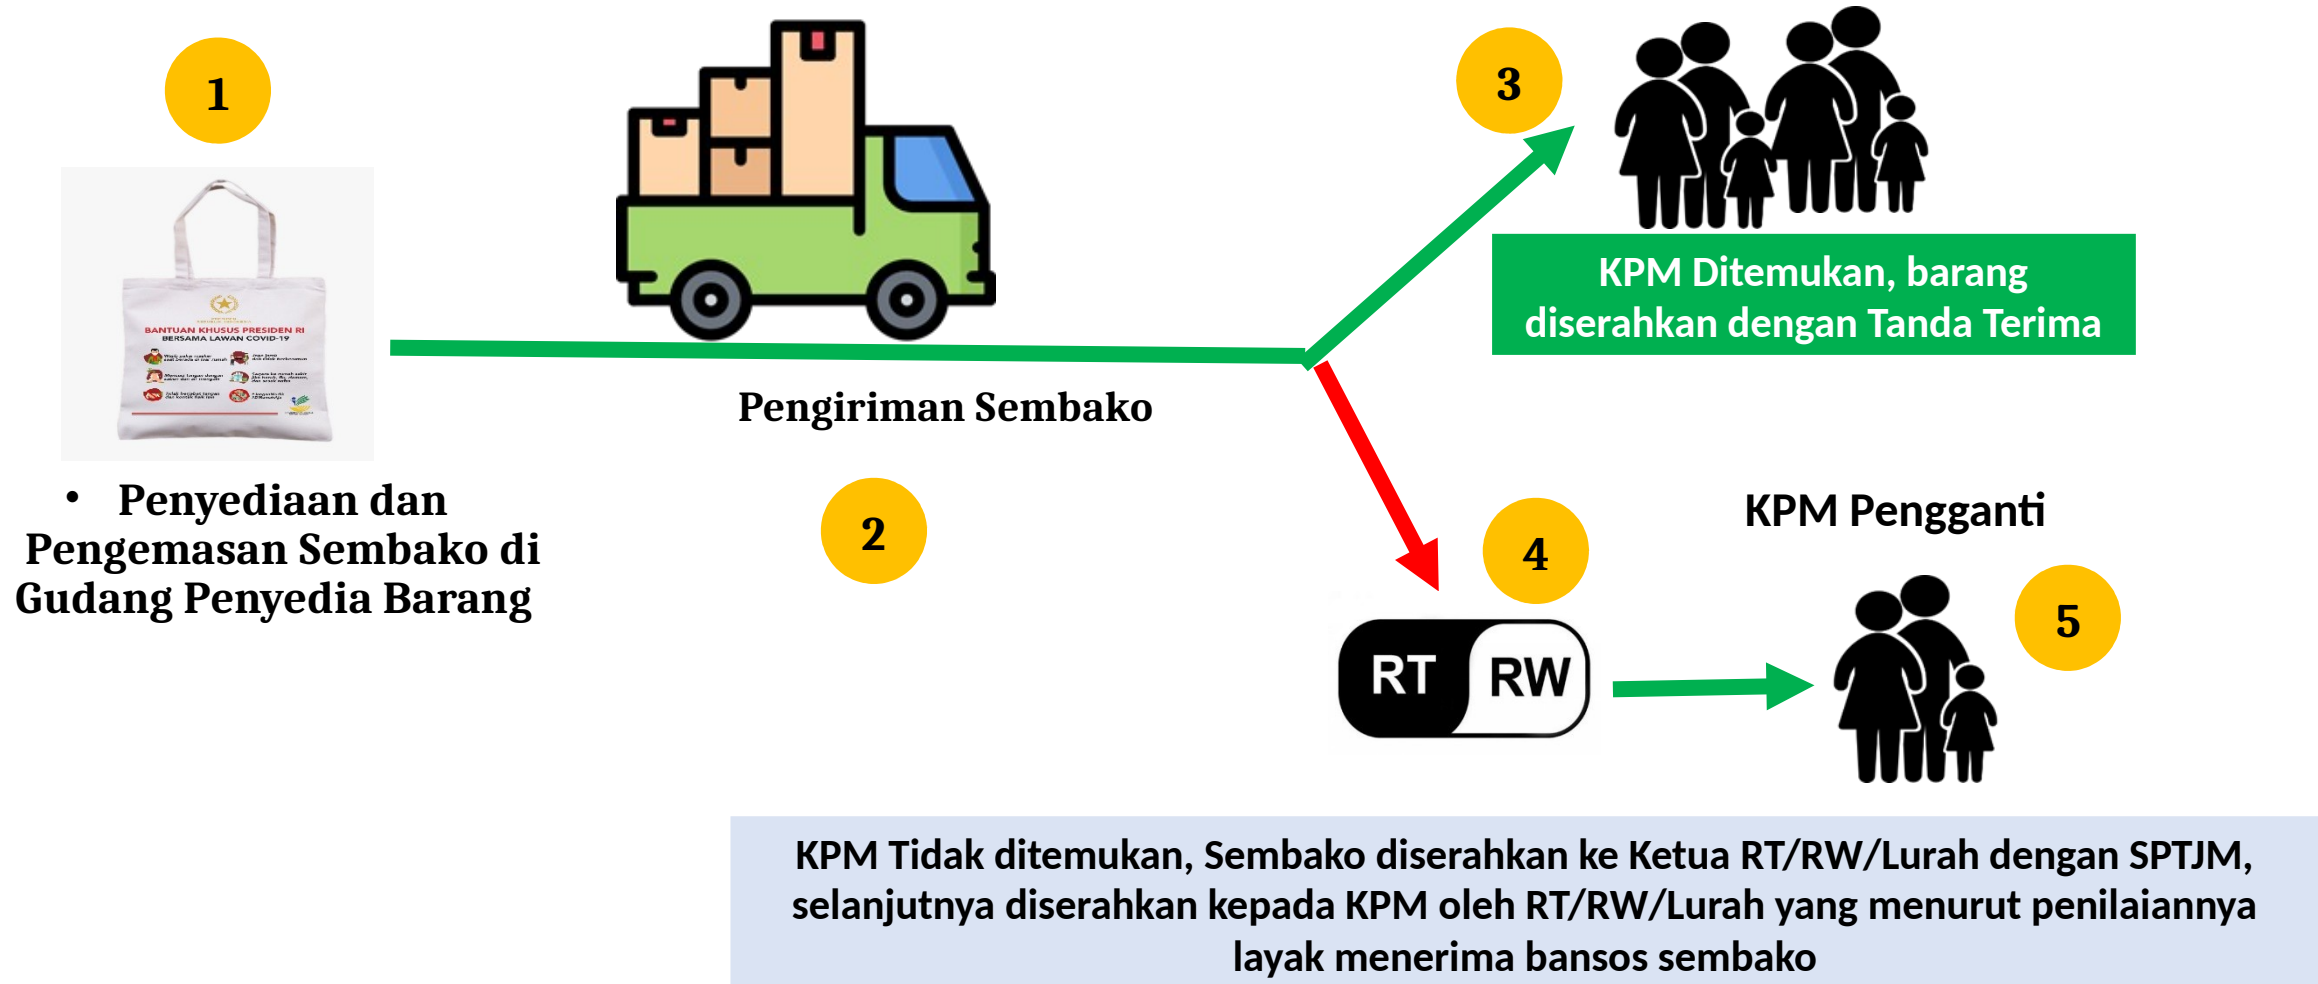 1
BANTUAN KHUSUS PRESIDEN RI
BERSAMA LAWAN COVID-19
• Penyediaan dan
Pengemasan Sembako di
Gudang Penyedia Barang
Pengiriman Sembako
2
3
KPM Ditemukan, barang
diserahkan dengan Tanda Terima
4
RT RW
KPM Pengganti
5
KPM Tidak ditemukan, Sembako diserahkan ke Ketua RT/RW/Lurah dengan SPTJM,
selanjutnya diserahkan kepada KPM oleh RT/RW/Lurah yang menurut penilaiannya
layak menerima bansos sembako